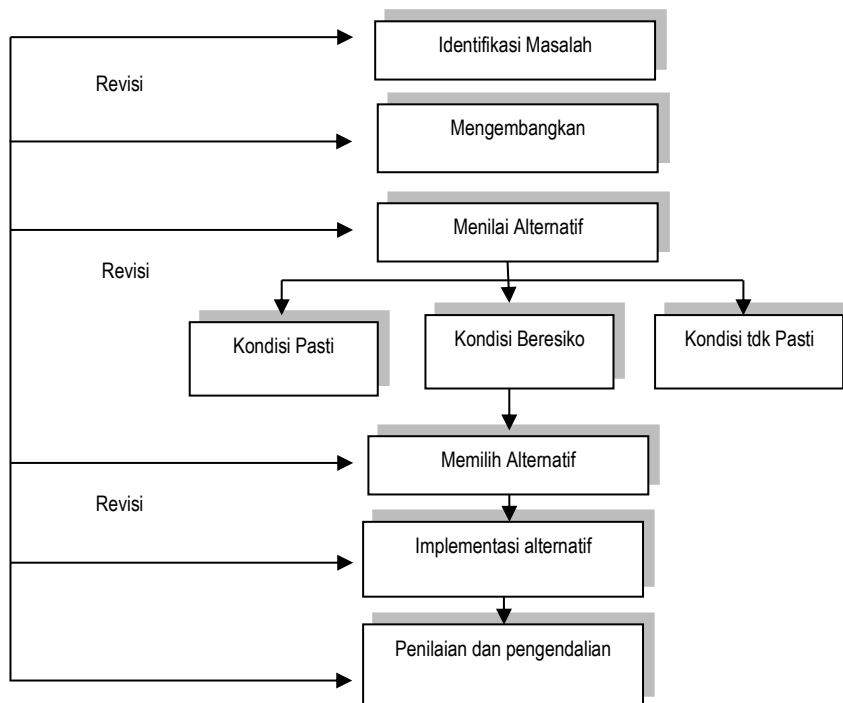 Identifikasi Masalah
Revisi
Mengembangkan
Menilai Alternatif
Revisi
Kondisi Pasti
Kondisi Beresiko
Kondisi tdk Pasti
Memilih Alternatif
Revisi
Implementasi alternatif
Penilaian dan pengendalian